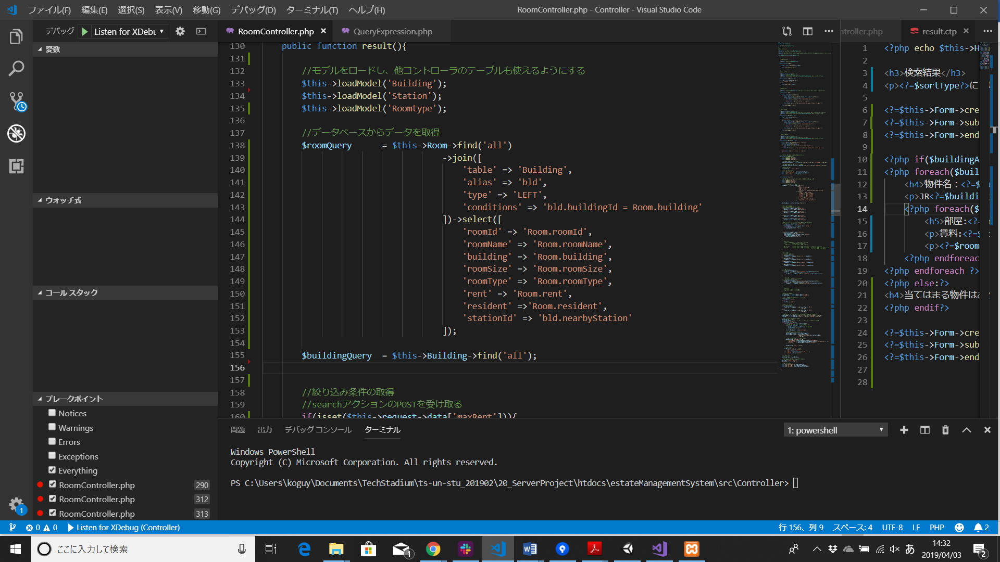 ファイル(F) 編集(E) 選択(S) 表示(V) 移動(G) デバッグ(D) ターミナル(T) ヘルプ(H) RoomController.php - Controller - Visual Studio Code
デバッグ Listen for XDebu
RoomController.php QueryExpression.php
ntroller.php result.ctp
変数
ウォッチ式
コール スタック
ブレークポイント
Notices
Warnings
Errors
Exceptions
Everything
RoomController.php 290
RoomController.php 312
RoomController.php 313
130 public function result(){
131
132 //モデルをロードし、他コントローラのテーブルも使えるようにする
133 $this->loadModel('Building');
134 $this->loadModel('Station');
135 $this->loadModel('Roomtype');
136
137 //データベースからデータを取得
138 $roomQuery = $this->Room->find('all')
139 ->join([
140 'table' => 'Building',
141 'alias' => 'bld',
142 'type' => 'LEFT',
143 'conditions' => 'bld.buildingId = Room.building'
144 ])->select([
145 'roomId' => 'Room.roomId',
146 'roomName' => 'Room.roomName',
147 'building' => 'Room.building',
148 'roomSize' => 'Room.roomSize',
149 'roomType' => 'Room.roomType',
150 'rent' => 'Room.rent',
151 'resident' =>'Room.resident',
152 'stationId' => 'bld.nearbyStation'
153 ]);
154
155 $buildingQuery = $this->Building->find('all');
156
157
158 //絞り込み条件の取得
159 //searchアクションのPOSTを受け取る
160 if(isset($this->request->data['maxRent'])){
1 <?php echo $this->H
2
3 <h3>検索結果</h3>
4 <p><?=$sortType?>に
5
6 <?=$this->Form->cre
7 <?=$this->Form->sub
8 <?=$this->Form->end
9
10 <?php if($buildingA
11 <?php foreach($buil
12 <h4>物件名：<?=$
13 <p>JR<?=$buildi
14 <?php foreach($
15 <h5>部屋:<?
16 <p>賃料:<?=$
17 <p><?=$room
18 <?php endforeac
19 <?php endforeach ?>
20 <?php else:?>
21 <h4>当てはまる物件は
22 <?php endif?>
23
24 <?=$this->Form->cre
25 <?=$this->Form->sub
26 <?=$this->Form->end
27
28
問題 出力 デバッグ コンソール ターミナル 1: powershell
Windows PowerShell
Copyright (C) Microsoft Corporation. All rights reserved.
PS C:\Users\koguy\Documents\TechStadium\ts-un-stu_201902\20_ServerProject\htdocs\estateManagementSystem\src\Controller>
1
0 0 Listen for XDebug (Controller) 行 156、列 9 スペース: 4 UTF-8 LF PHP 2
ここに入力して検索 1 あ 14:32
2019/04/03 2